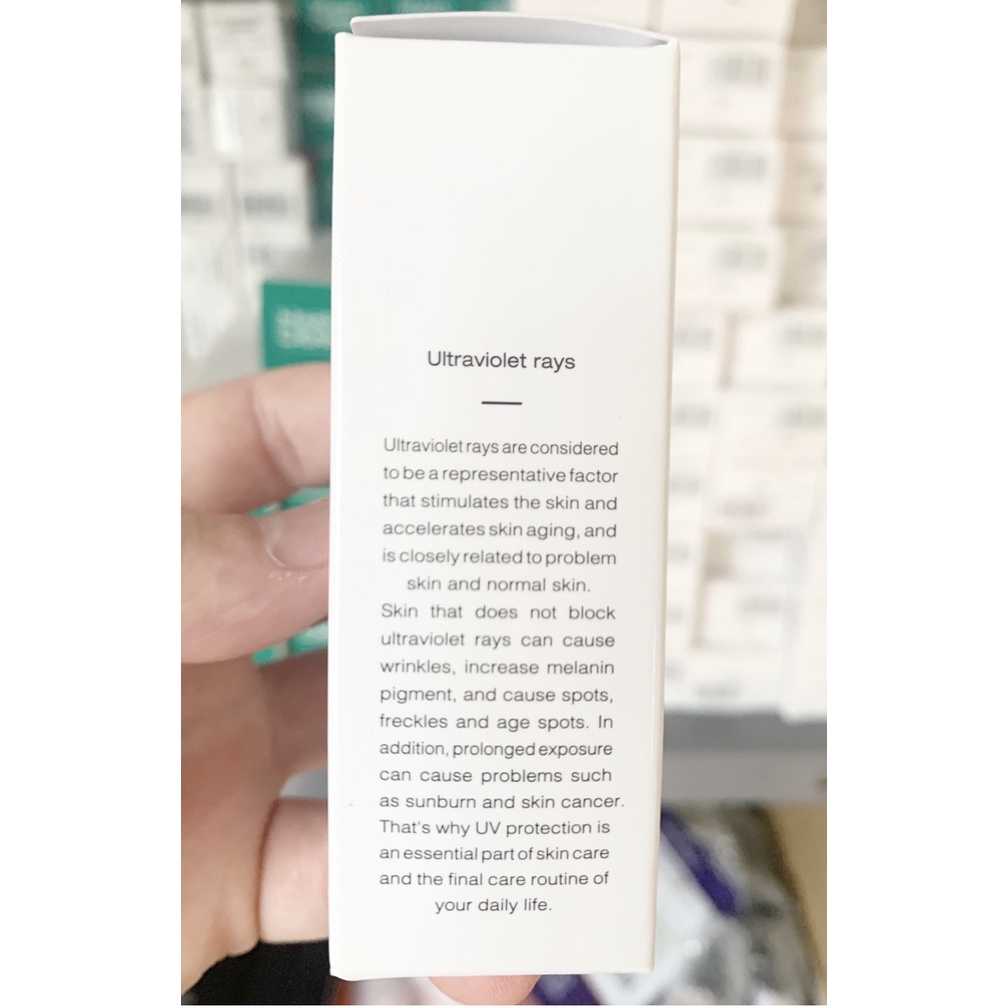 Ultraviolet rays
Ultraviolet rays are considered
to be a representative factor
that stimulates the skin and
accelerates skin aging, and
is closely related to problem
skin and normal skin.
Skin that does not block
ultraviolet rays can cause
wrinkles, increase melanin
pigment, and cause spots,
freckles and age spots. In
addition, prolonged exposure
can cause problems such
as sunburn and skin cancer.
That's why UV protection is
an essential part of skin care
and the final care routine of
your daily life.